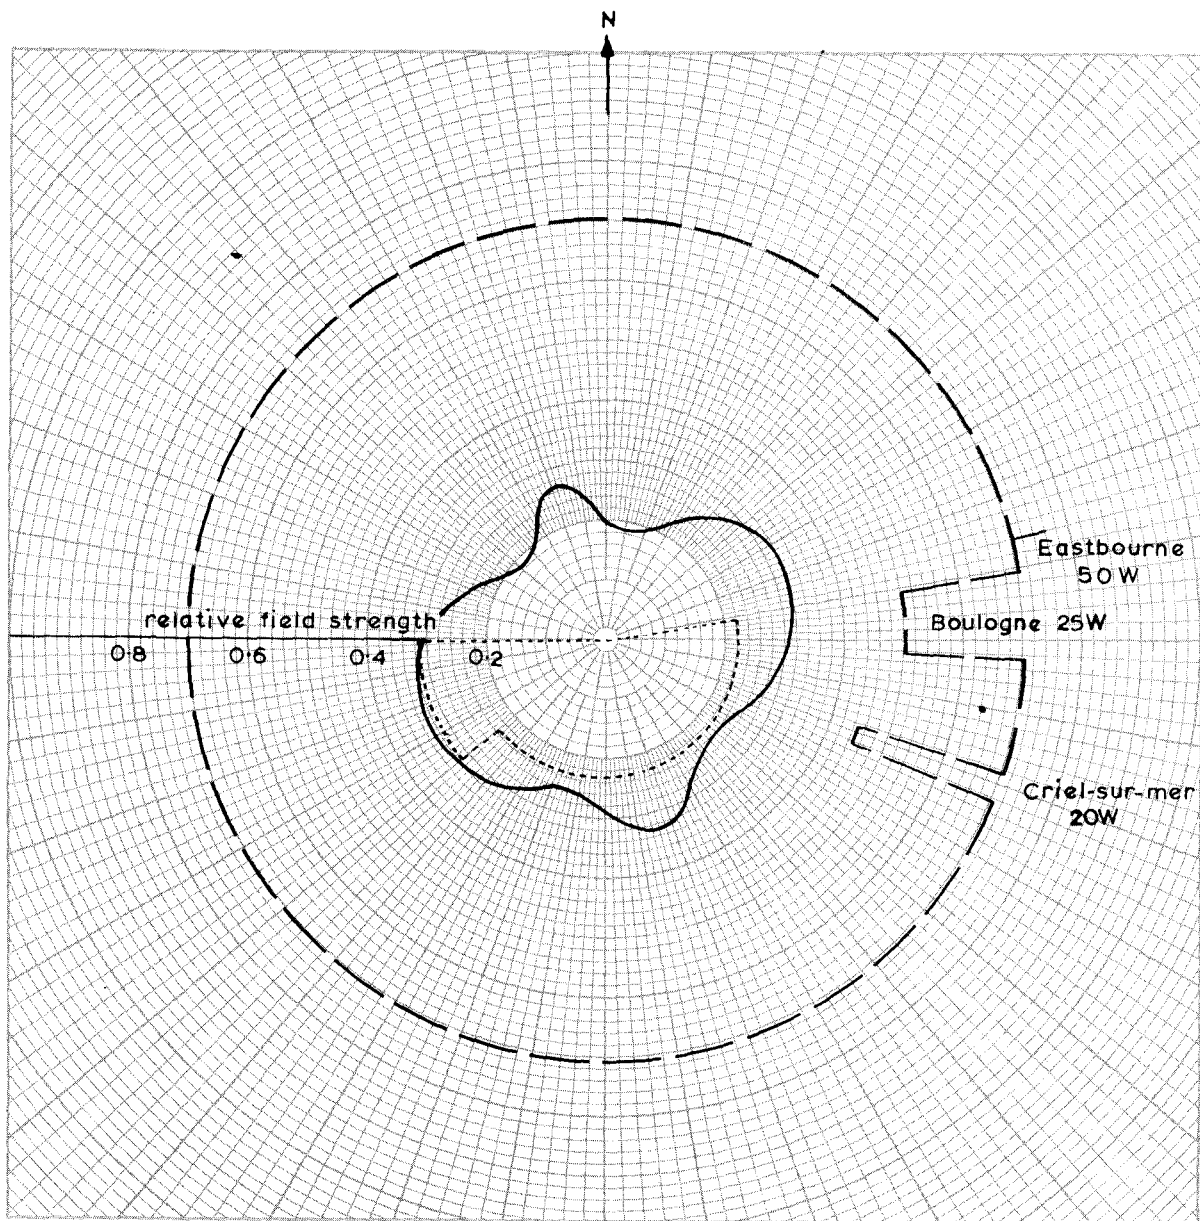 N
Eastbourne
50W
relative field strength
Boulogne 25W
0·8 0·6 0·4 0·2
Criel-sur-mer
20W